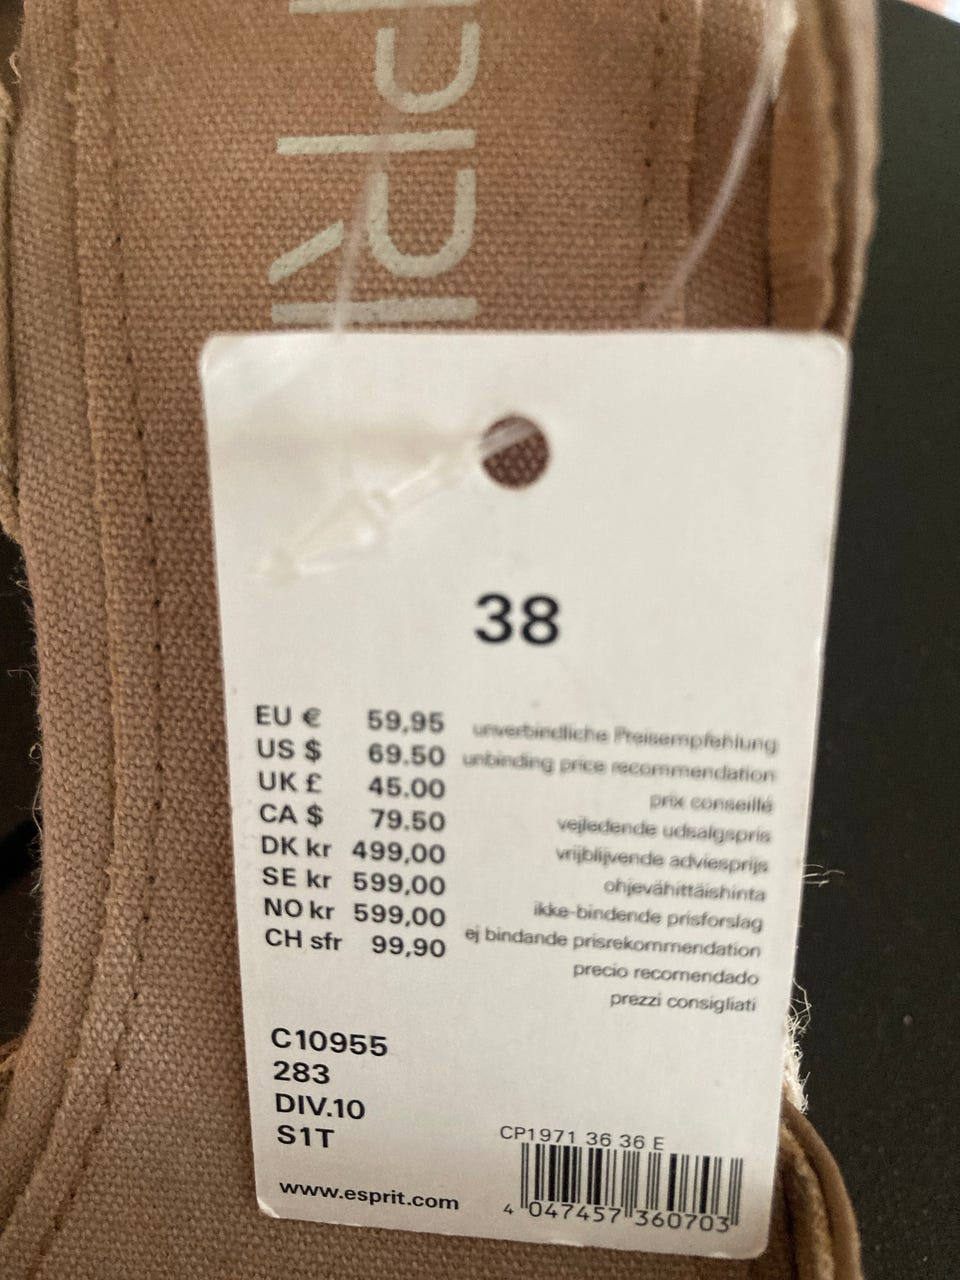 38
EU € 59,95
US $ 69.50
UK £ 45.00
CA $ 79.50
DK kr 499,00
SE kr 599,00
NO kr 599,00
CH sfr 99,90
unverbindliche Preisempfehlung
unbinding price recommendation
prix conseillé
vejledende udsalgspris
vrijblijvende adviesprijs
ohjevähittäishinta
ikke-bindende prisforslag
ej bindande prisrekommendation
precio recomendado
prezzi consigliati
C10955
283
DIV.10
S1T
www.esprit.com
CP1971 36 36 E
4 047457 360703